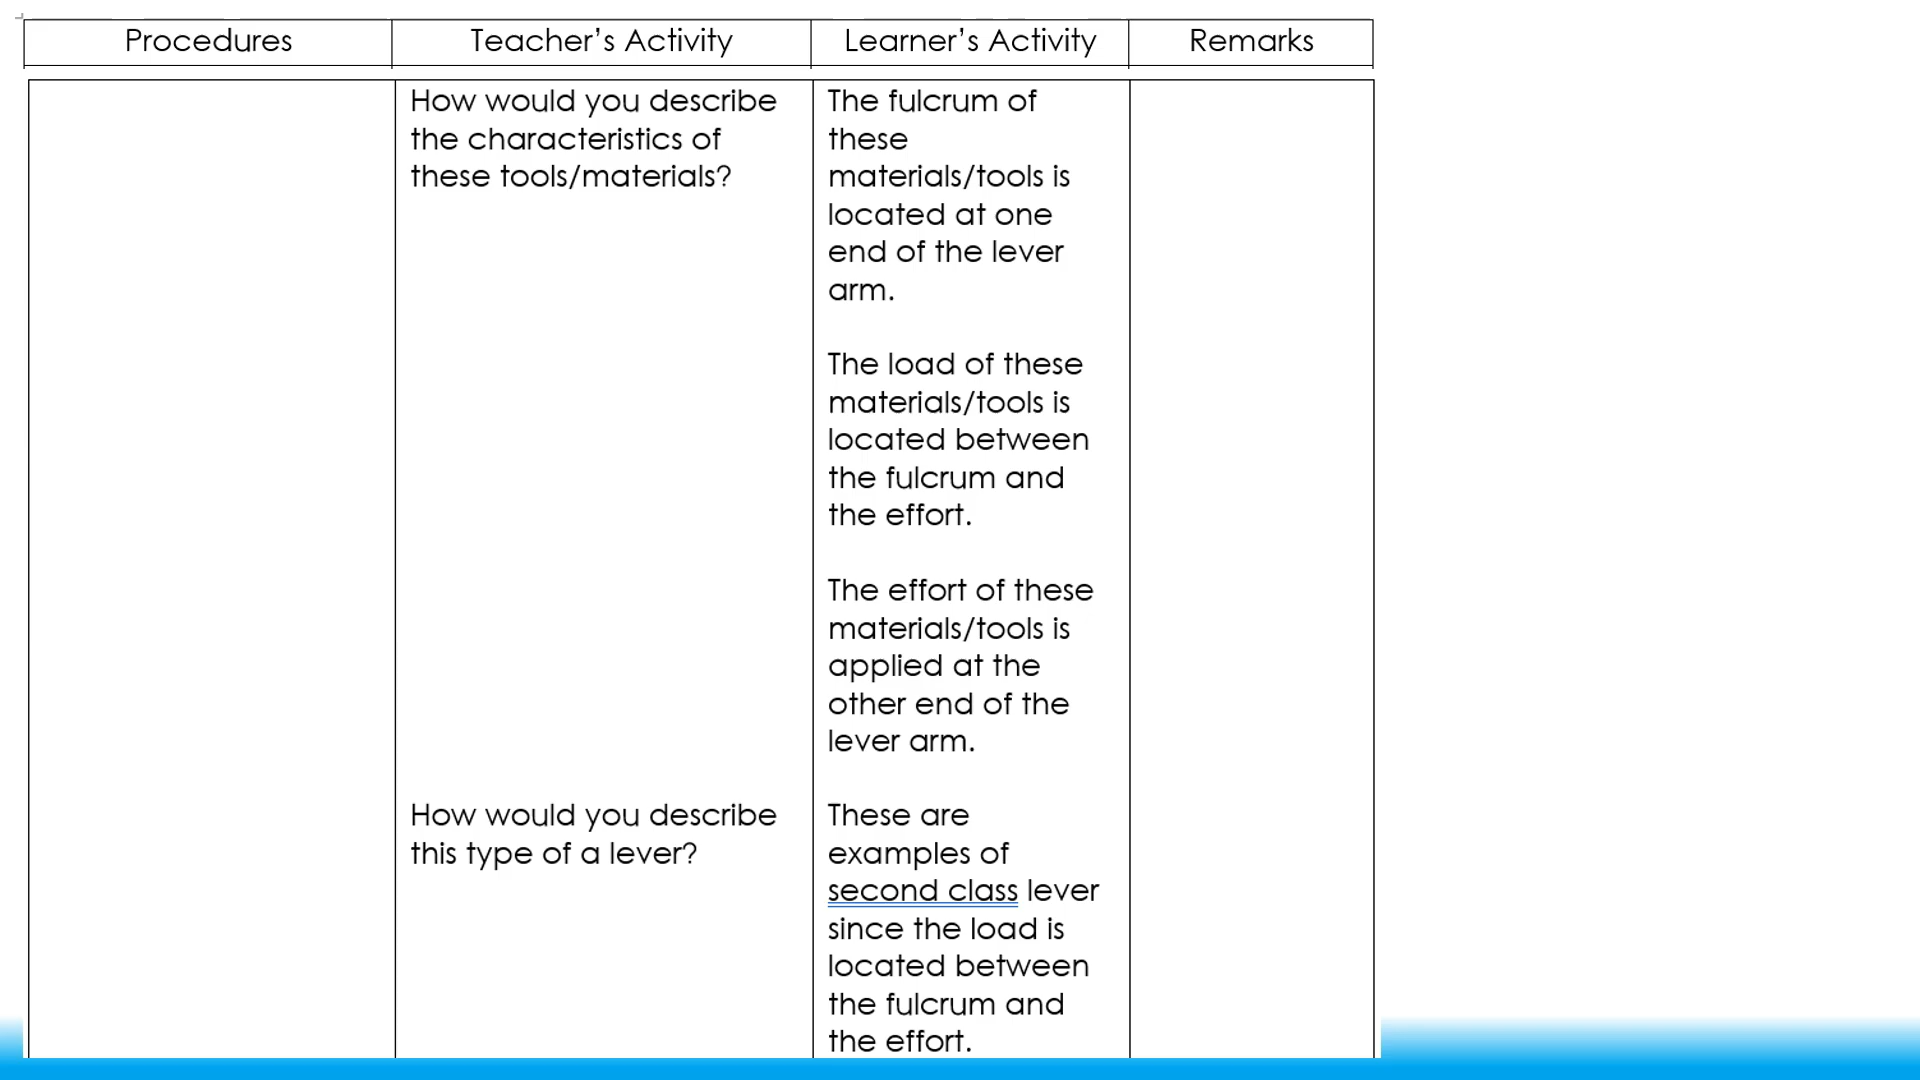 Procedures Teacher’s Activity Learner’s Activity Remarks
How would you describe
the characteristics of
these tools/materials?
The fulcrum of
these
materials/tools is
located at one
end of the lever
arm.
The load of these
materials/tools is
located between
the fulcrum and
the effort.
The effort of these
materials/tools is
applied at the
other end of the
lever arm.
How would you describe
this type of a lever?
These are
examples of
second class lever
since the load is
located between
the fulcrum and
the effort.